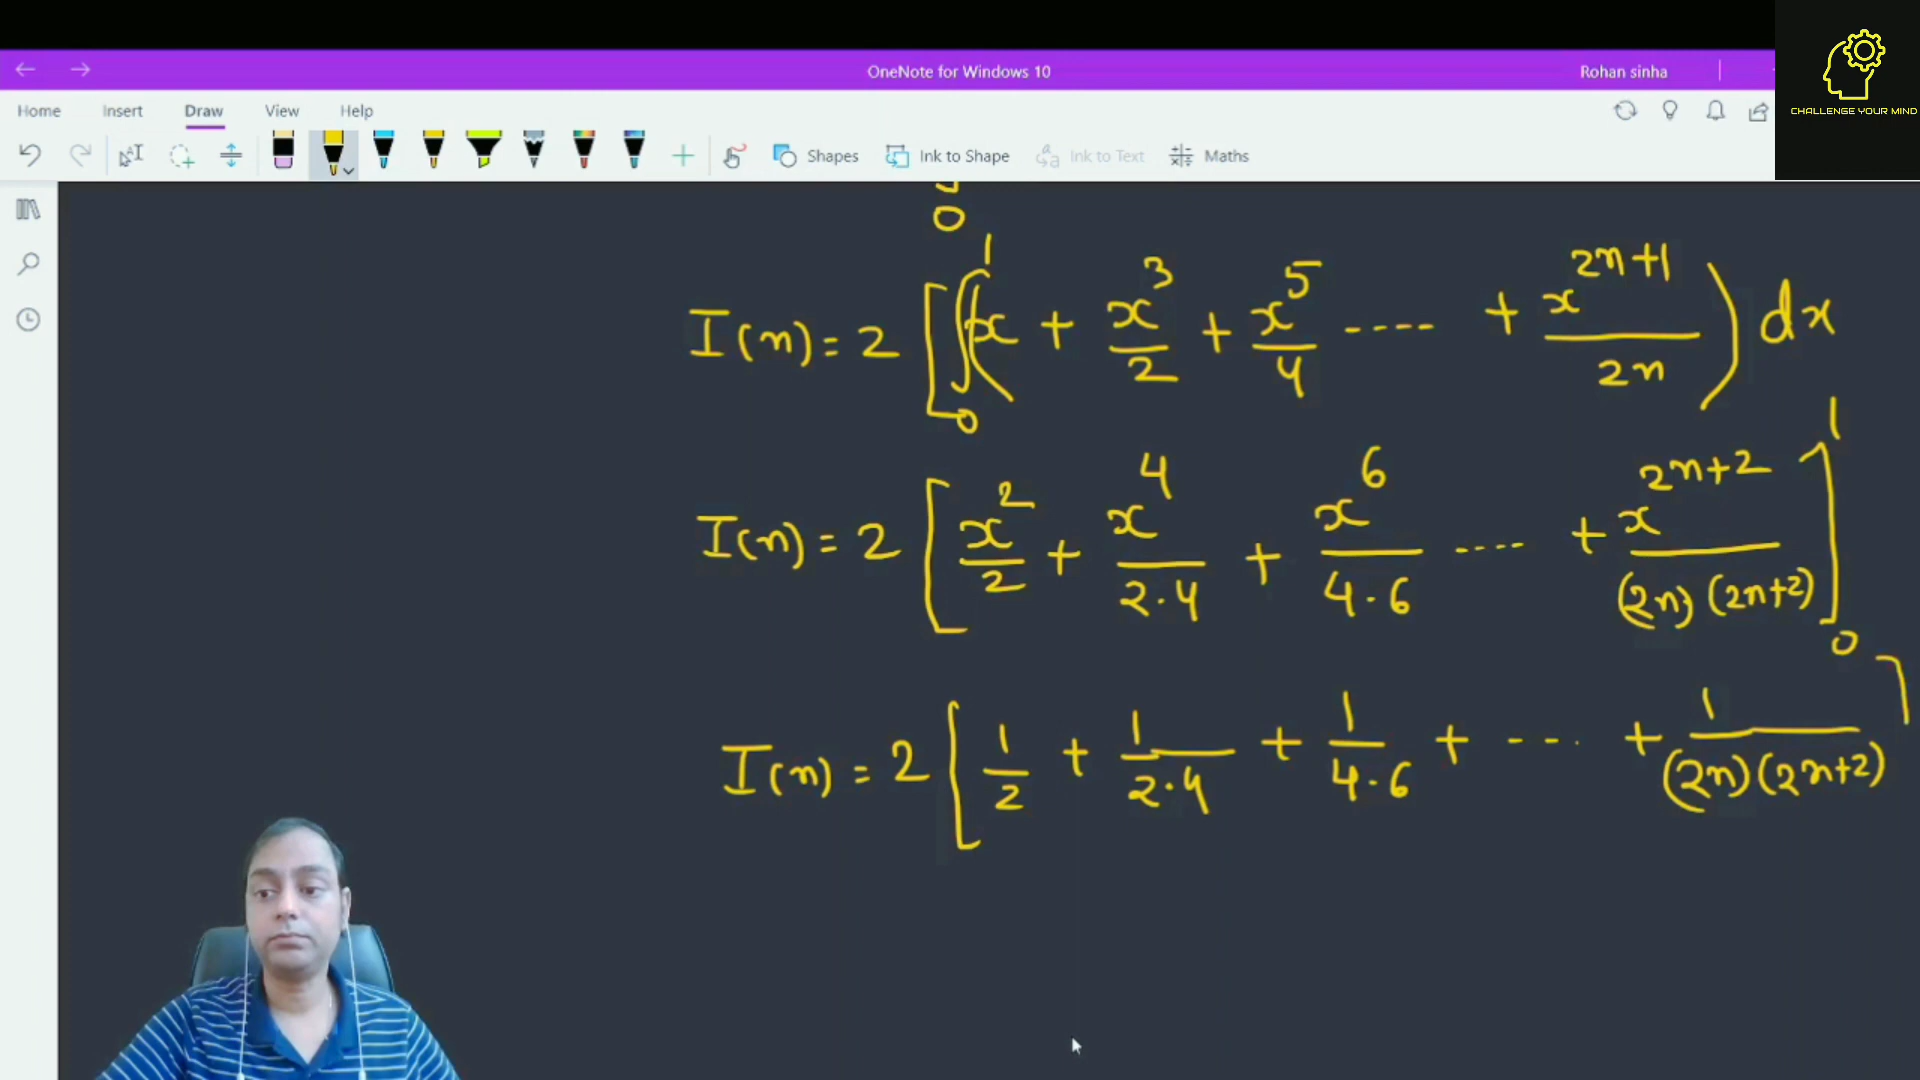 OneNote for Windows 10
Rohan sinha
CHALLENGE YOUR MIND
Home Insert Draw View Help
Shapes Ink to Shape Ink to Text Maths
0
I(n) = 2 [ ∫₀¹ ( x + x³/2 + x⁵/4 ---- + x²ⁿ⁺¹/2n ) dx
I(n) = 2 [ x²/2 + x⁴/2·4 + x⁶/4·6 ---- + x²ⁿ⁺²/(2n)(2n+2) ]₀¹
I(n) = 2 [ 1/2 + 1/2·4 + 1/4·6 + --- + 1/(2n)(2n+2) ]